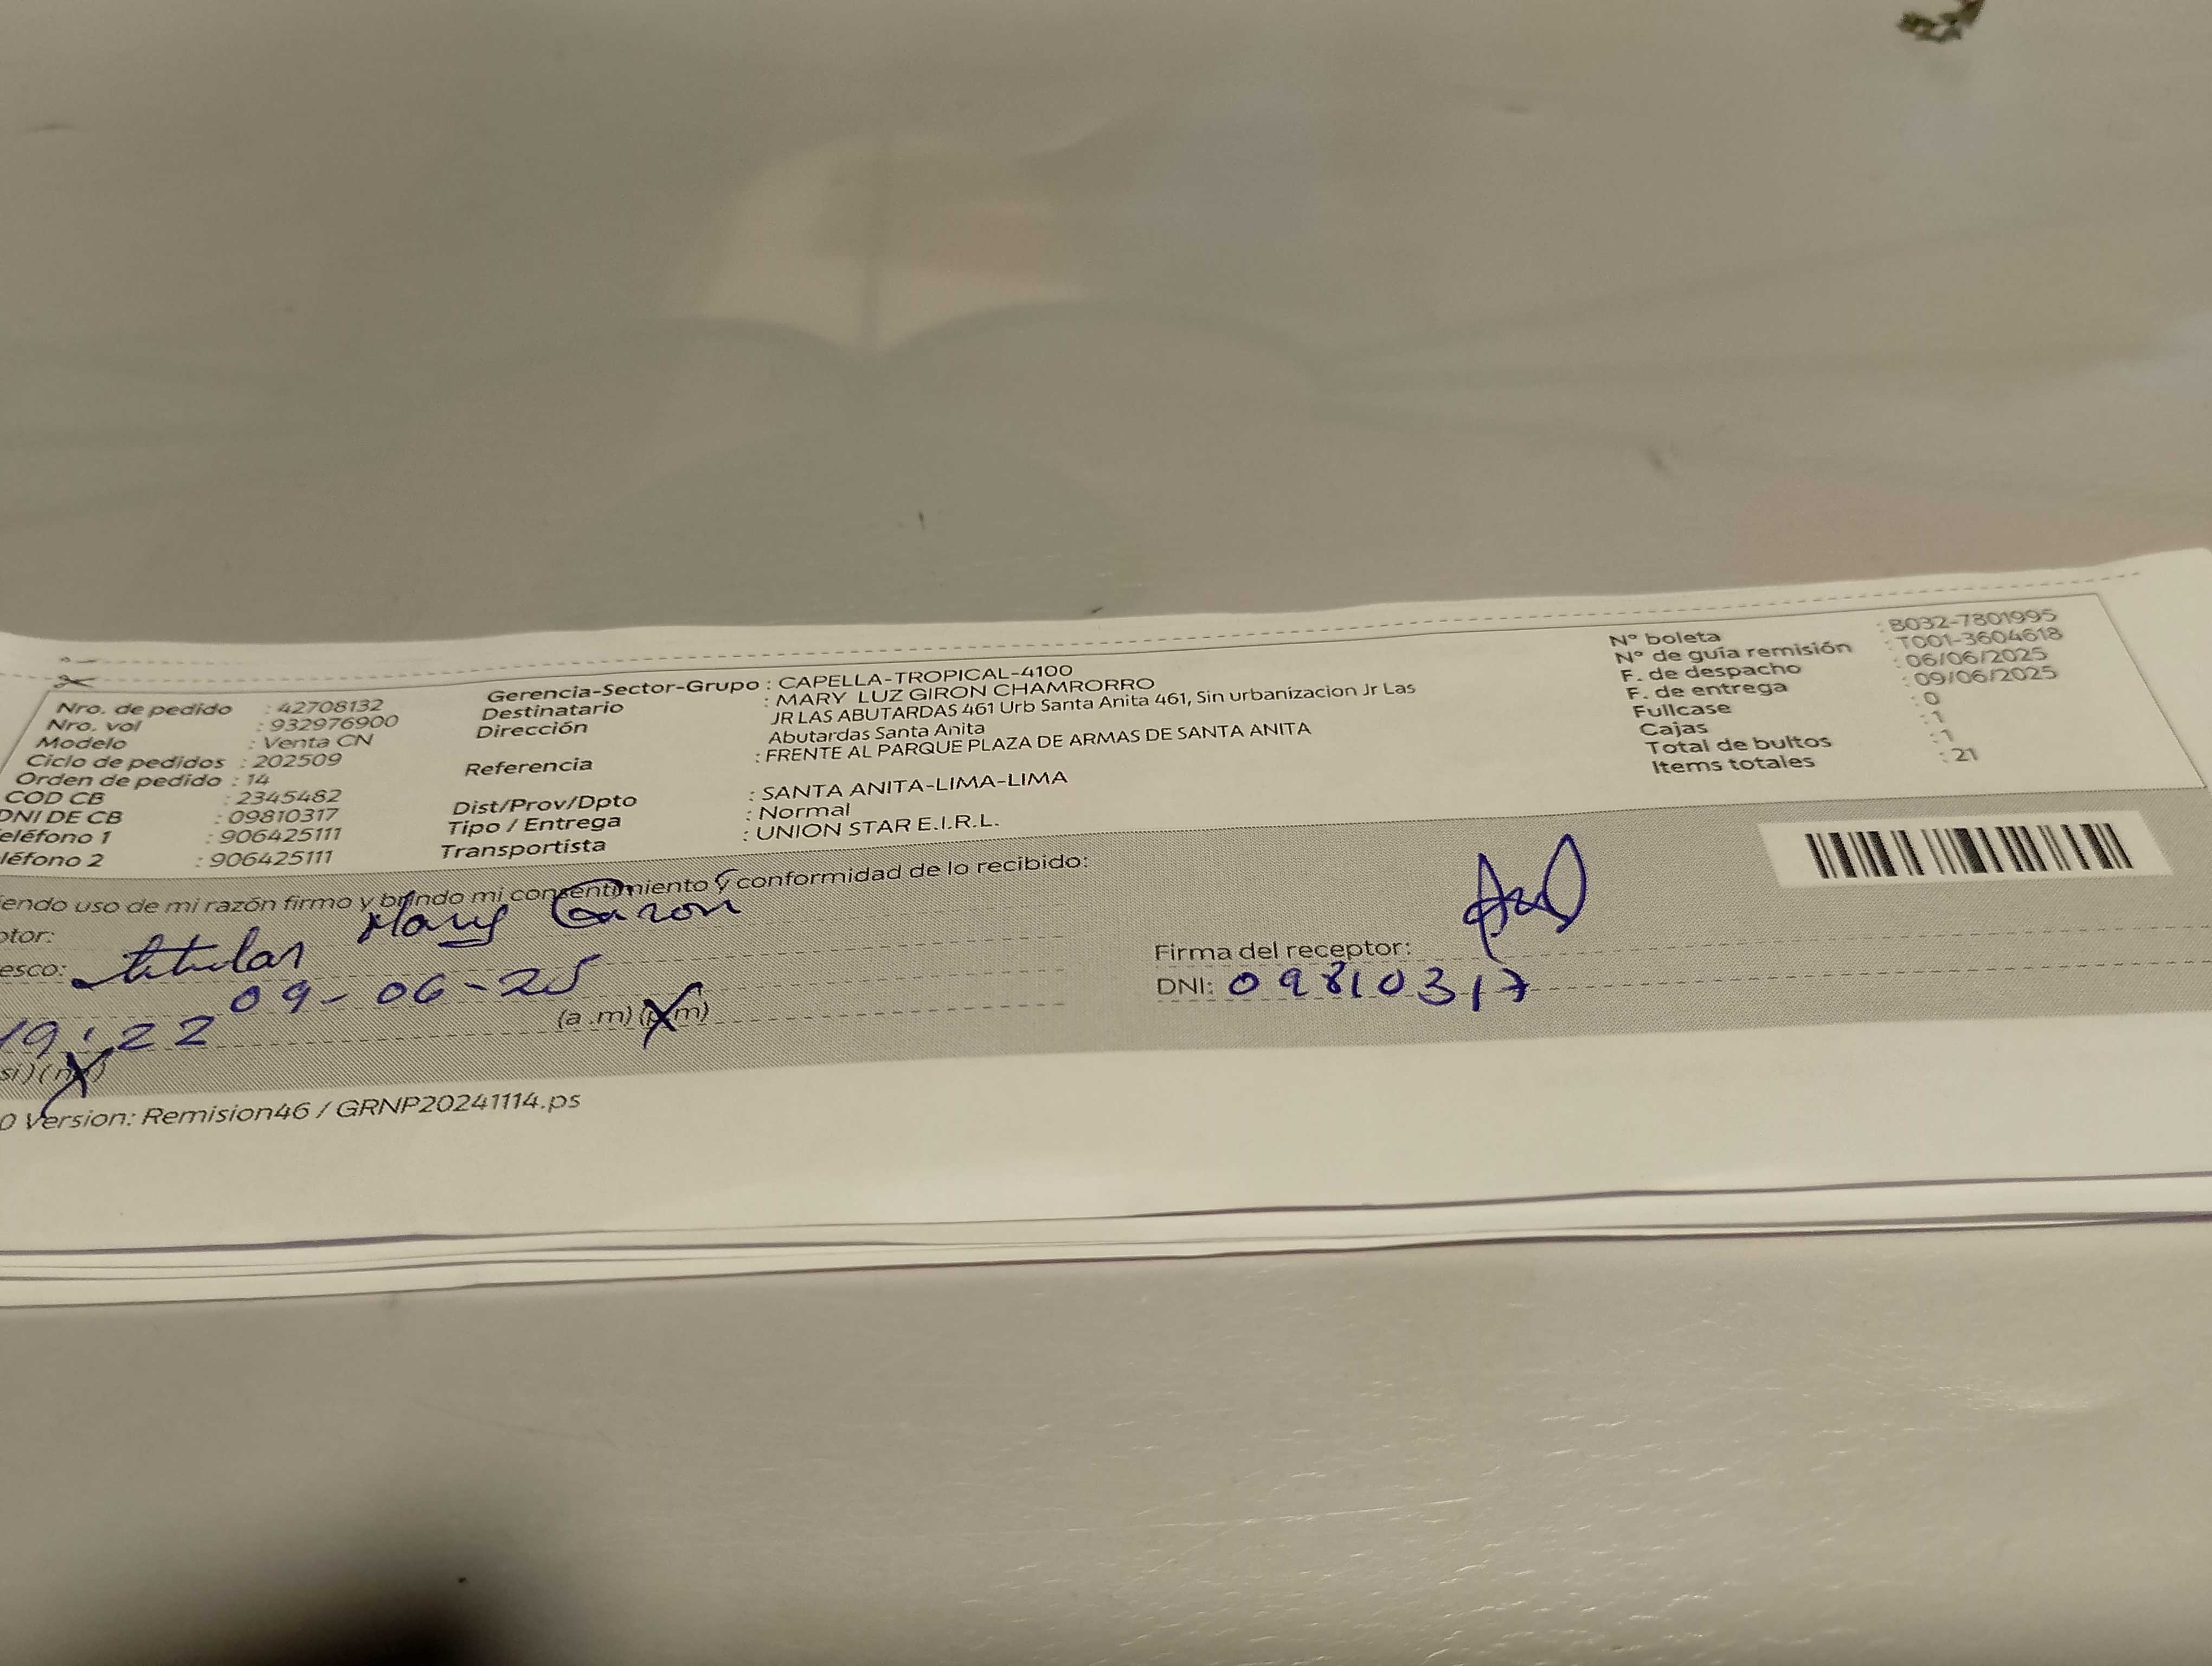 Nro. de pedido : 42708132
Nro. vol : 932976900
Modelo : Venta CN
Ciclo de pedidos : 202509
Orden de pedido : 14
COD CB : 2345482
DNI DE CB : 09810317
eléfono 1 : 906425111
léfono 2 : 906425111
Gerencia-Sector-Grupo : CAPELLA-TROPICAL-4100
Destinatario : MARY LUZ GIRON CHAMRORRO
Dirección JR LAS ABUTARDAS 461 Urb Santa Anita 461, Sin urbanizacion Jr Las
Abutardas Santa Anita
Referencia : FRENTE AL PARQUE PLAZA DE ARMAS DE SANTA ANITA
Dist/Prov/Dpto : SANTA ANITA-LIMA-LIMA
Tipo / Entrega : Normal
Transportista : UNION STAR E.I.R.L.
N° boleta : B032-7801995
N° de guía remisión : T001-3604618
F. de despacho : 06/06/2025
F. de entrega : 09/06/2025
Fullcase : 0
Cajas : 1
Total de bultos : 1
Items totales : 21
iendo uso de mi razón firmo y brindo mi consentimiento y conformidad de lo recibido:
ptor: Mary
esco: titular
09-06-25
19:22 (a.m) (p.m)
si) (no)
Firma del receptor:
DNI: 09810317
0 Version: Remision46 / GRNP20241114.ps